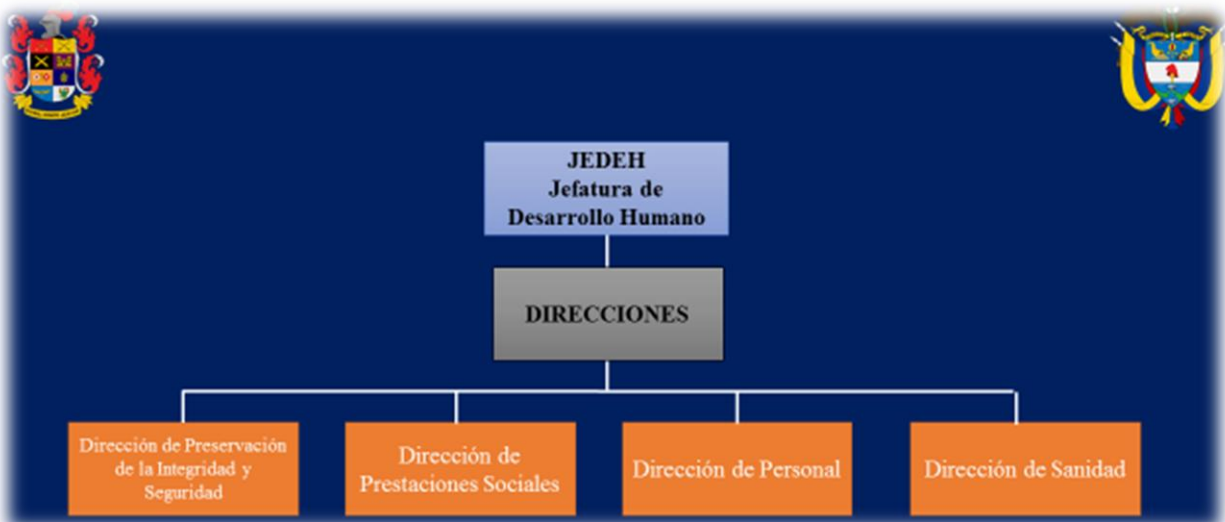 JEDEH
Jefatura de
Desarrollo Humano
DIRECCIONES
Dirección de Preservación
de la Integridad y
Seguridad
Dirección de
Prestaciones Sociales
Dirección de Personal
Dirección de Sanidad